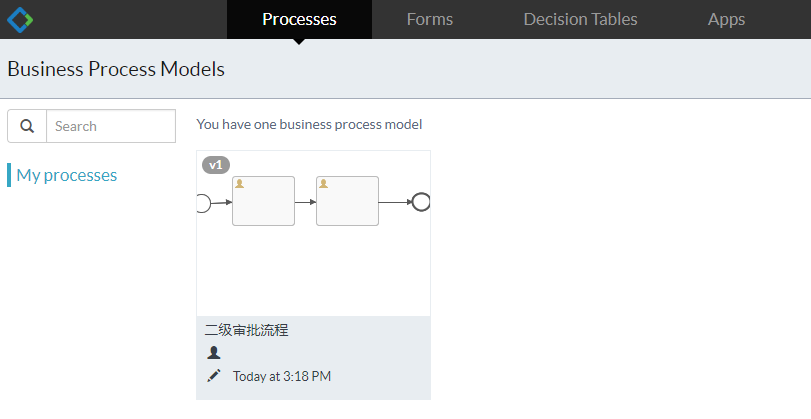 Processes Forms Decision Tables Apps
Business Process Models
Search
You have one business process model
My processes
v1
二级审批流程
Today at 3:18 PM